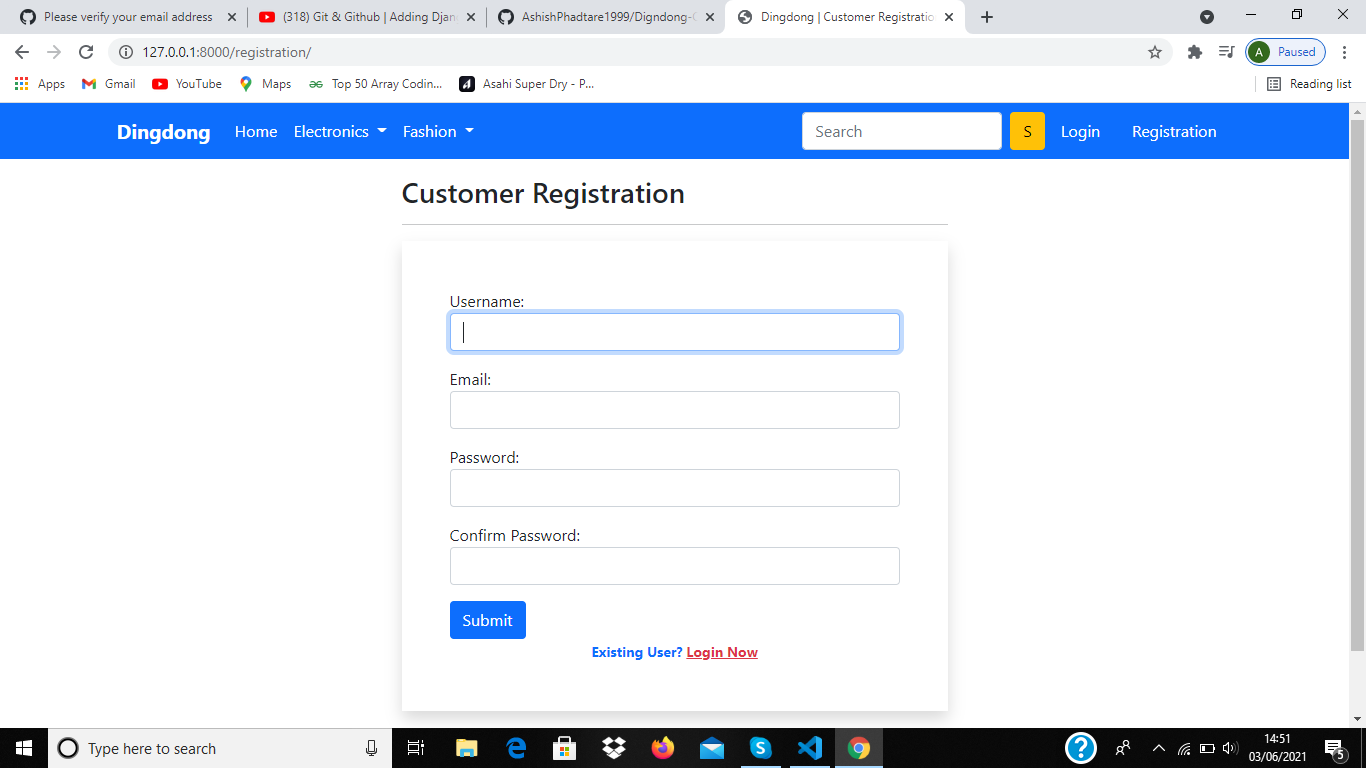 Please verify your email address
(318) Git & Github | Adding Djan
AshishPhadtare1999/Digndong-
Dingdong | Customer Registratio
127.0.0.1:8000/registration/
A Paused
Apps Gmail YouTube Maps Top 50 Array Codin... Asahi Super Dry - P... Reading list
Dingdong Home Electronics Fashion Search S Login Registration
Customer Registration
Username:
Email:
Password:
Confirm Password:
Submit
Existing User? Login Now
Type here to search
14:51
03/06/2021
5